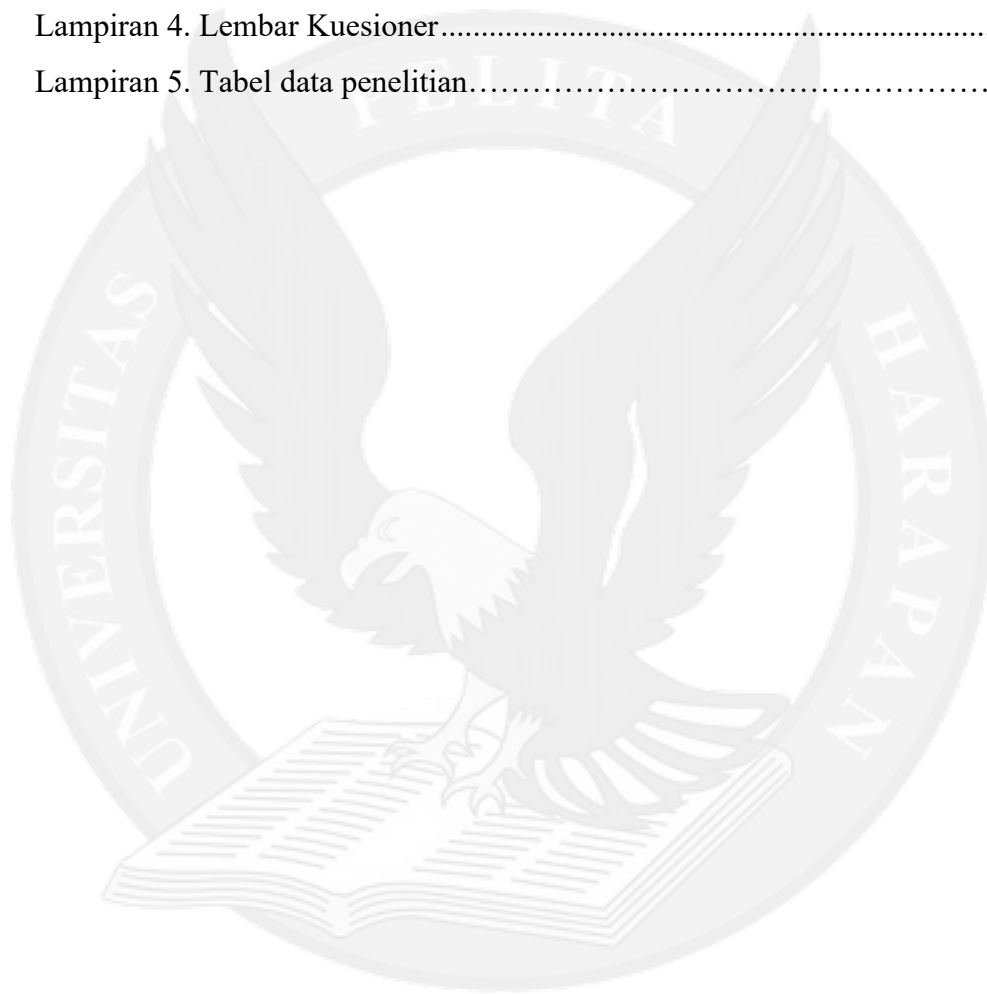 Lampiran 4. Lembar Kuesioner......................................................................
Lampiran 5. Tabel data penelitian……………………………………………
PELITA
UNIVERSITAS
HARAPAN